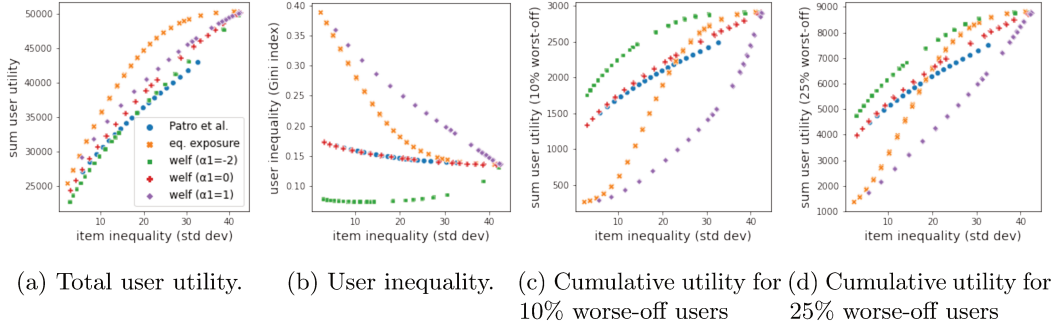 50000
45000
40000
35000
30000
25000
sum user utility
Patro et al.
eq. exposure
welf (α1=-2)
welf (α1=0)
welf (α1=1)
10 20 30 40
item inequality (std dev)
0.40
0.35
0.30
0.25
0.20
0.15
0.10
user inequality (Gini index)
10 20 30 40
item inequality (std dev)
3000
2500
2000
1500
1000
500
sum user utility (10% worst-off)
10 20 30 40
item inequality (std dev)
9000
8000
7000
6000
5000
4000
3000
2000
1000
sum user utility (25% worst-off)
10 20 30 40
item inequality (std dev)
(a) Total user utility.
(b) User inequality.
(c) Cumulative utility for
10% worse-off users
(d) Cumulative utility for
25% worse-off users